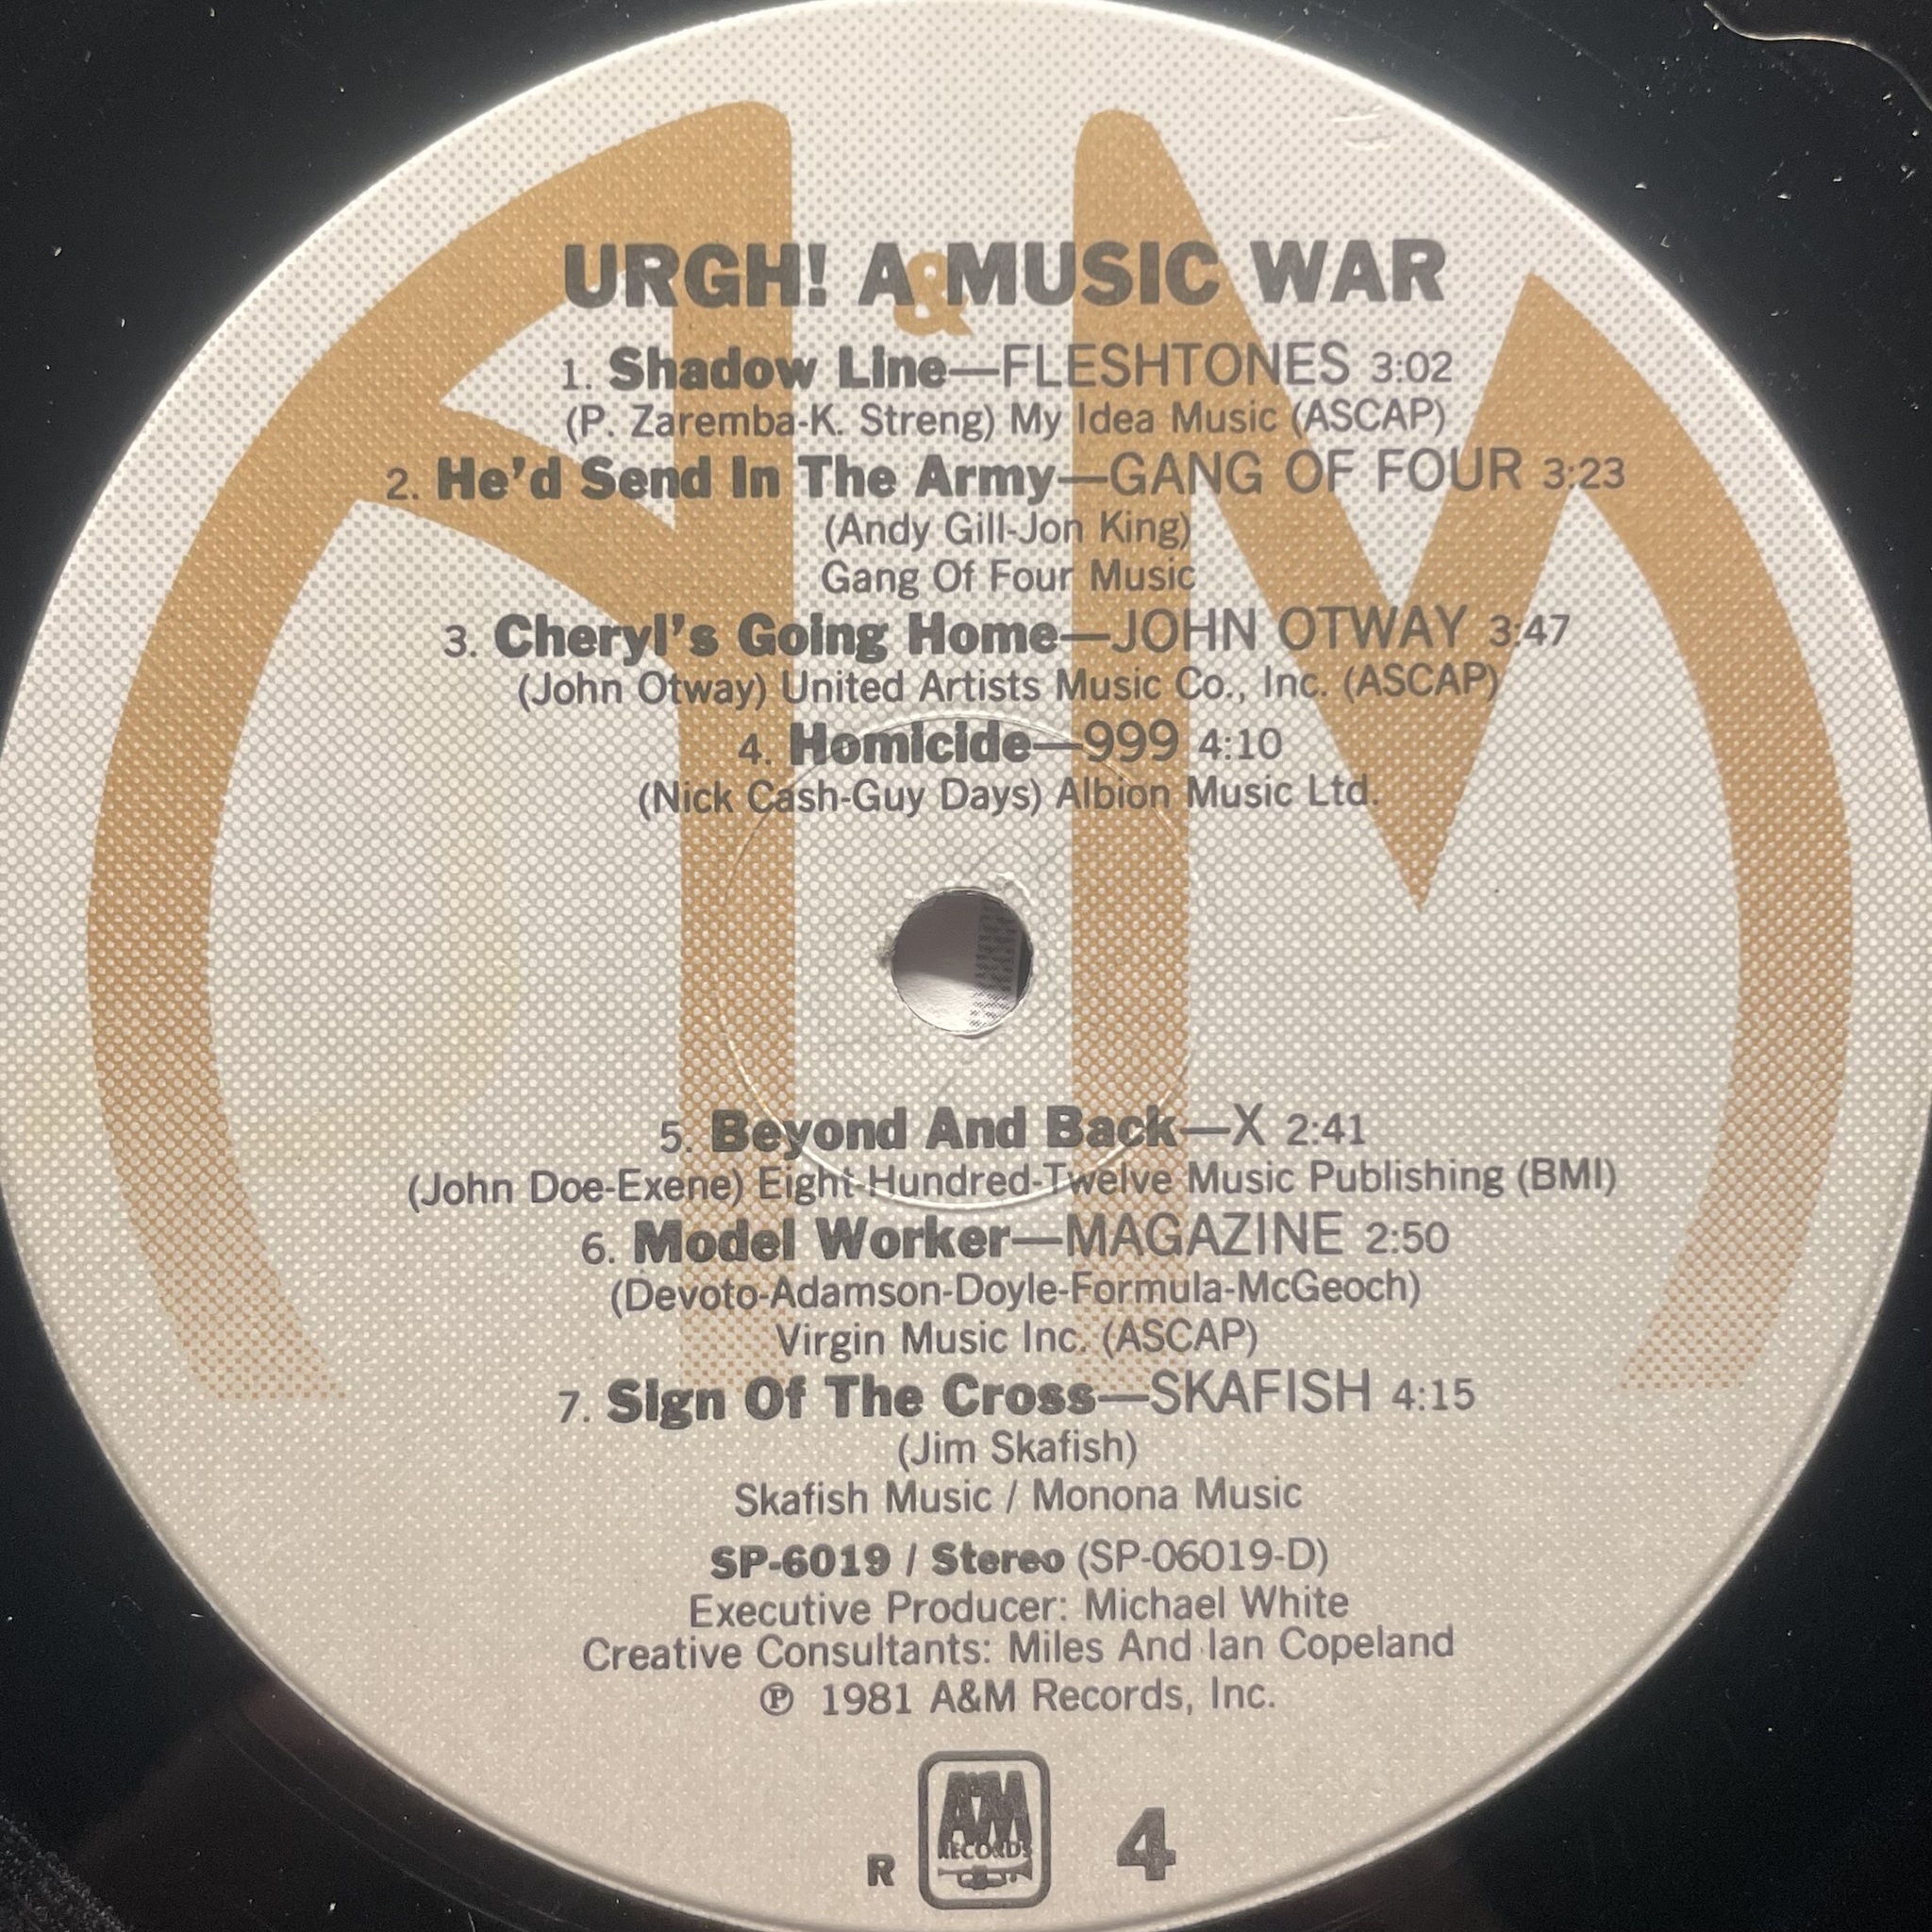 URGH! A & MUSIC WAR
1. Shadow Line—FLESHTONES 3:02
(P. Zaremba-K. Streng) My Idea Music (ASCAP)
2. He'd Send In The Army—GANG OF FOUR 3:23
(Andy Gill-Jon King)
Gang Of Four Music
3. Cheryl's Going Home—JOHN OTWAY 3:47
(John Otway) United Artists Music Co., Inc. (ASCAP)
4. Homicide—999 4:10
(Nick Cash-Guy Days) Albion Music Ltd.
5. Beyond And Back—X 2:41
(John Doe-Exene) Eight-Hundred-Twelve Music Publishing (BMI)
6. Model Worker—MAGAZINE 2:50
(Devoto-Adamson-Doyle-Formula-McGeoch)
Virgin Music Inc. (ASCAP)
7. Sign Of The Cross—SKAFISH 4:15
(Jim Skafish)
Skafish Music / Monona Music
SP-6019 / Stereo (SP-06019-D)
Executive Producer: Michael White
Creative Consultants: Miles And Ian Copeland
℗ 1981 A&M Records, Inc.
R A&M RECORDS 4